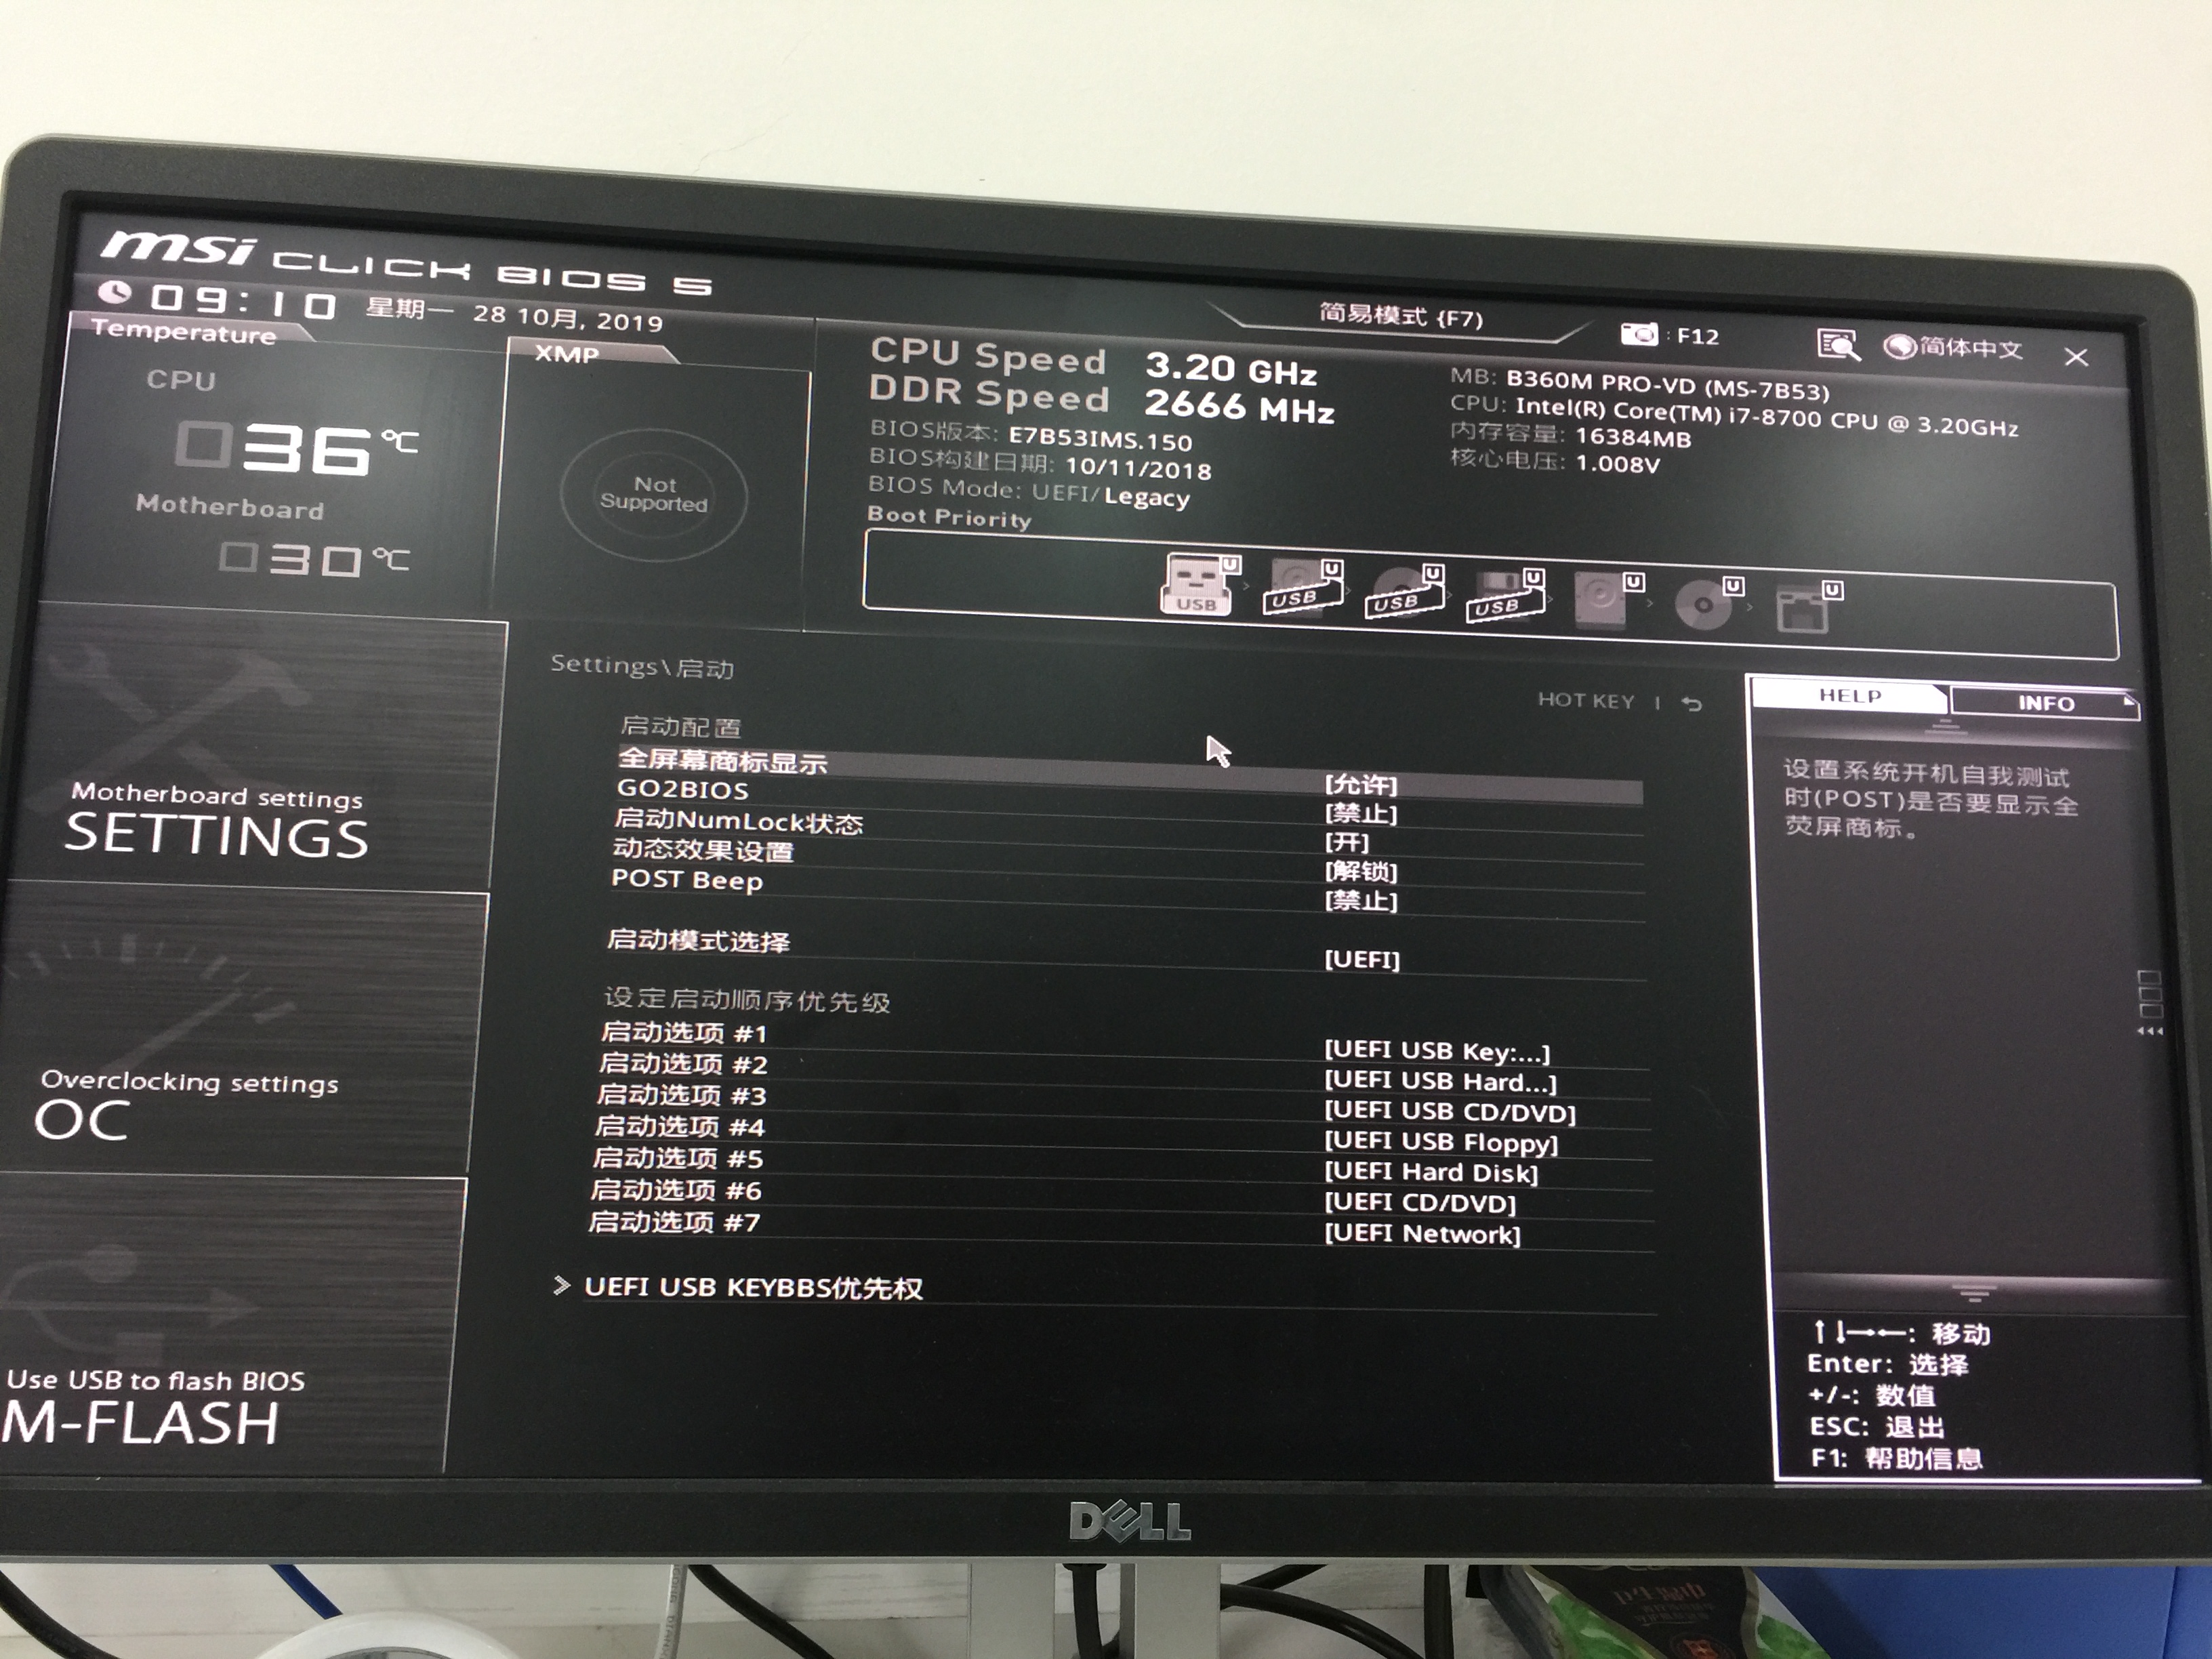 msi CLICK BIOS 5
09:10 星期一 28 10月, 2019
简易模式 (F7)
: F12
简体中文
Temperature
CPU
036℃
Motherboard
030℃
XMP
Not
Supported
CPU Speed 3.20 GHz
DDR Speed 2666 MHz
BIOS版本: E7B53IMS.150
BIOS构建日期: 10/11/2018
BIOS Mode: UEFI/Legacy
Boot Priority
MB: B360M PRO-VD (MS-7B53)
CPU: Intel(R) Core(TM) i7-8700 CPU @ 3.20GHz
内存容量: 16384MB
核心电压: 1.008V
USB U USB U USB U USB U U U U
Motherboard settings
SETTINGS
Overclocking settings
OC
Use USB to flash BIOS
M-FLASH
Settings\启动
HOT KEY
启动配置
全屏幕商标显示 [允许]
GO2BIOS [禁止]
启动NumLock状态 [开]
动态效果设置 [解锁]
POST Beep [禁止]
启动模式选择 [UEFI]
设定启动顺序优先级
启动选项 #1 [UEFI USB Key:...]
启动选项 #2 [UEFI USB Hard...]
启动选项 #3 [UEFI USB CD/DVD]
启动选项 #4 [UEFI USB Floppy]
启动选项 #5 [UEFI Hard Disk]
启动选项 #6 [UEFI CD/DVD]
启动选项 #7 [UEFI Network]
UEFI USB KEYBBS优先权
HELP
INFO
设置系统开机自我测试
时(POST)是否要显示全
荧屏商标。
↑↓→←: 移动
Enter: 选择
+/-: 数值
ESC: 退出
F1: 帮助信息
DELL